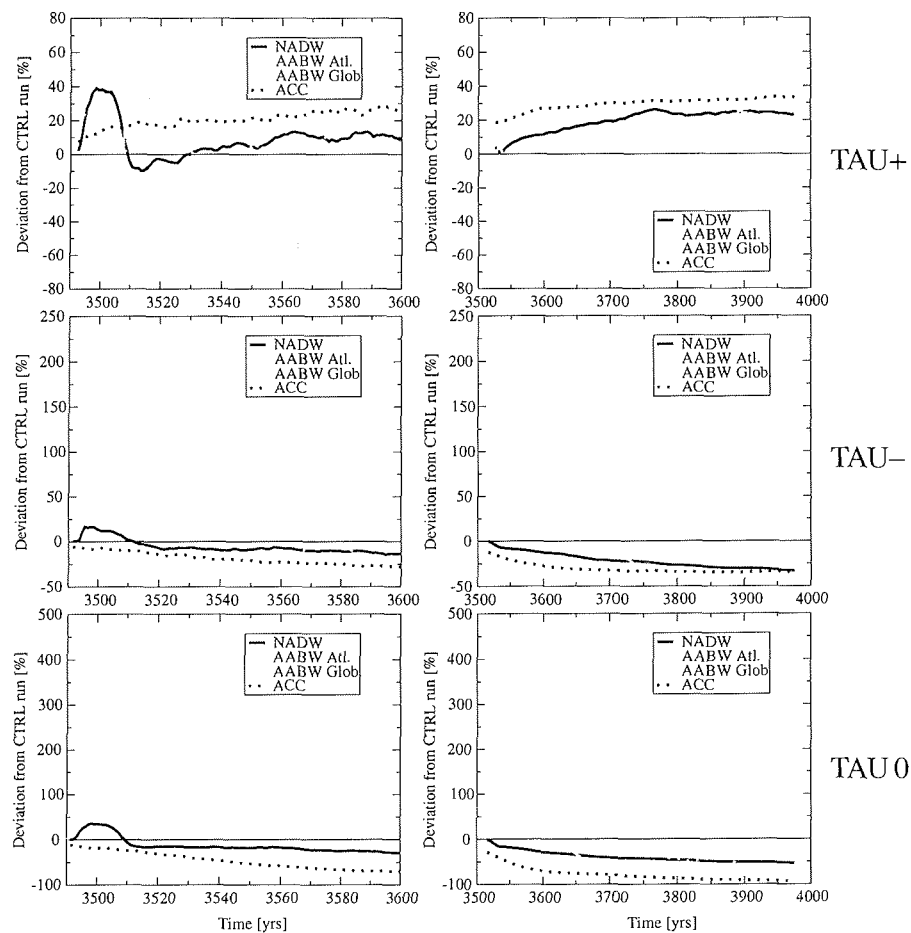 80
60
40
20
0
-20
-40
-60
-80
Deviation from CTRL run [%]
NADW
AABW Atl.
AABW Glob.
ACC
3500 3520 3540 3560 3580 3600
80
60
40
20
0
-20
-40
-60
-80
Deviation from CTRL run [%]
NADW
AABW Atl.
AABW Glob.
ACC
3500 3600 3700 3800 3900 4000
TAU+
250
200
150
100
50
0
-25
-50
Deviation from CTRL run [%]
NADW
AABW Atl.
AABW Glob.
ACC
3500 3520 3540 3560 3580 3600
250
200
150
100
50
0
-25
-50
Deviation from CTRL run [%]
NADW
AABW Atl.
AABW Glob.
ACC
3500 3600 3700 3800 3900 4000
TAU–
500
400
300
200
100
0
-100
Deviation from CTRL run [%]
NADW
AABW Atl.
AABW Glob.
ACC
3500 3520 3540 3560 3580 3600
Time [yrs]
500
400
300
200
100
0
-100
Deviation from CTRL run [%]
NADW
AABW Atl.
AABW Glob.
ACC
3500 3600 3700 3800 3900 4000
Time [yrs]
TAU 0